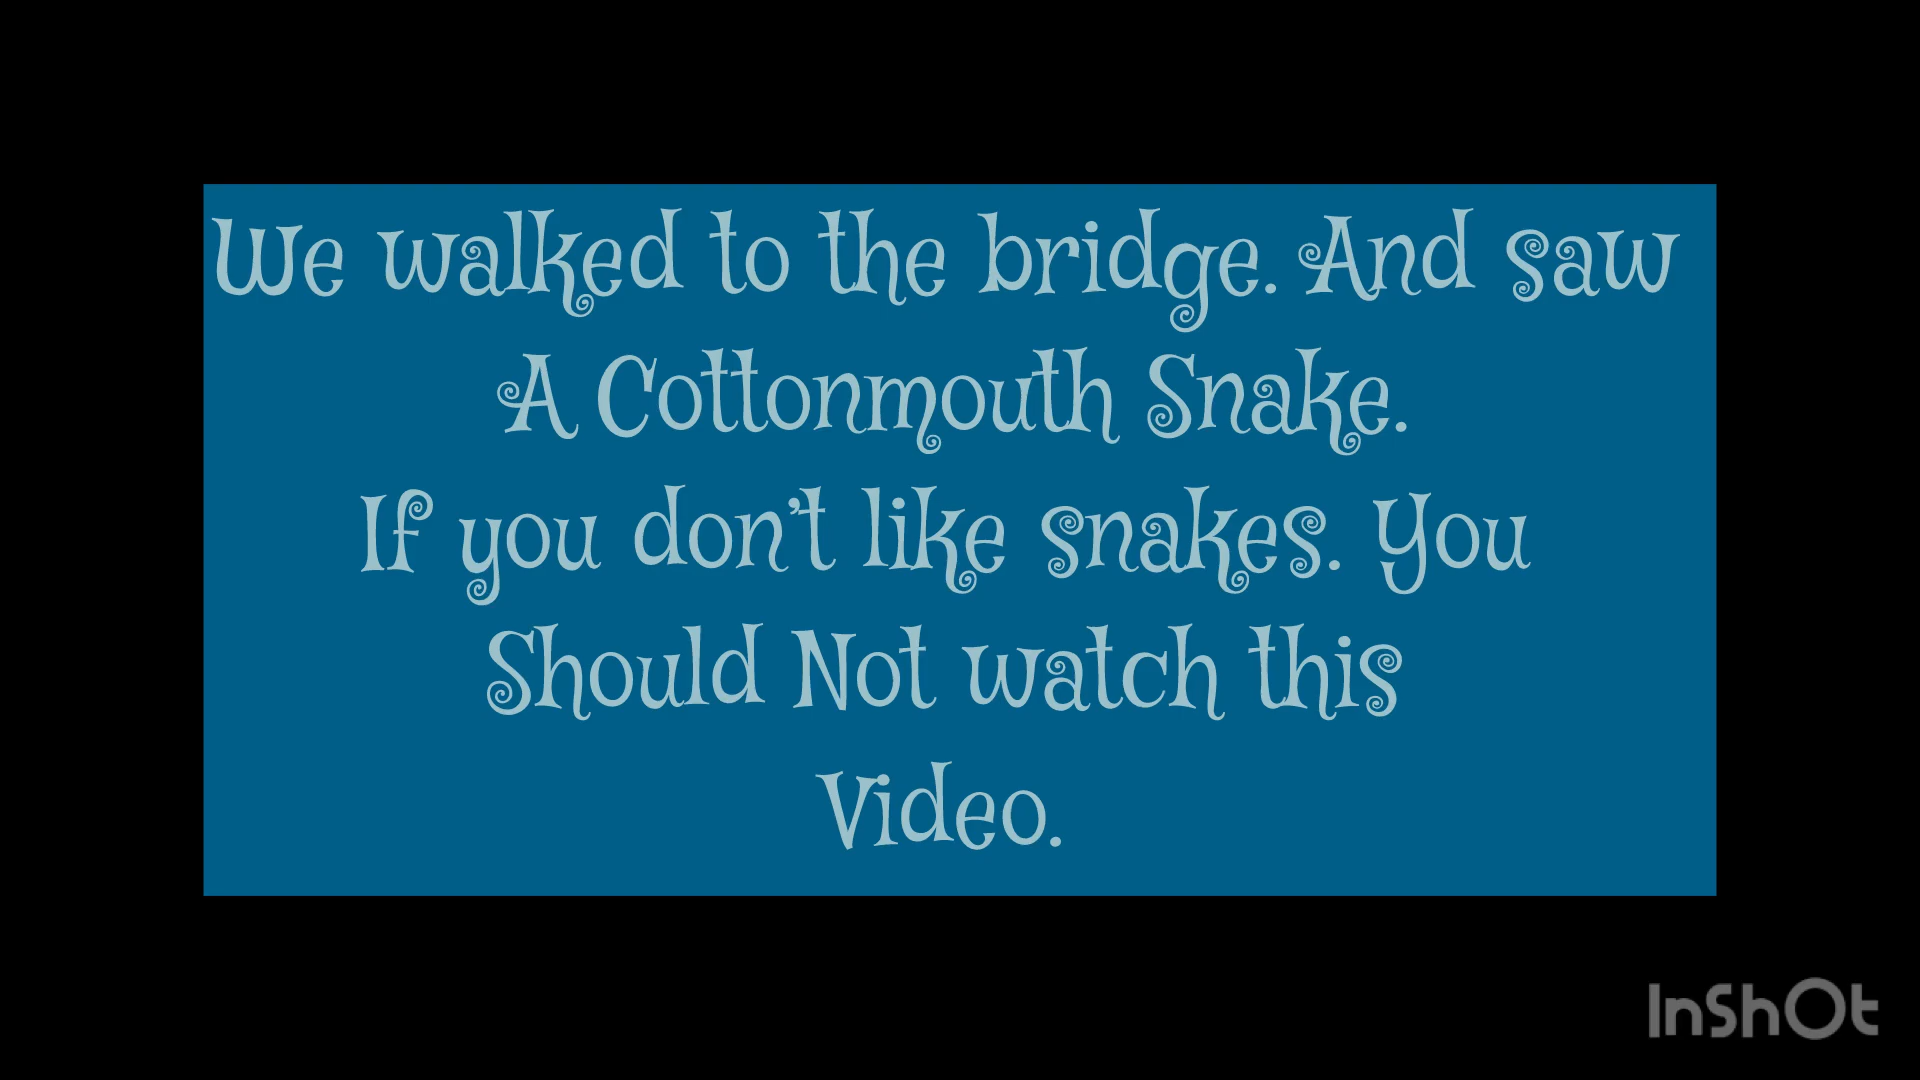 We walked to the bridge. And saw
A Cottonmouth Snake.
If you don't like snakes. You
Should Not watch this
Video.
InShOt